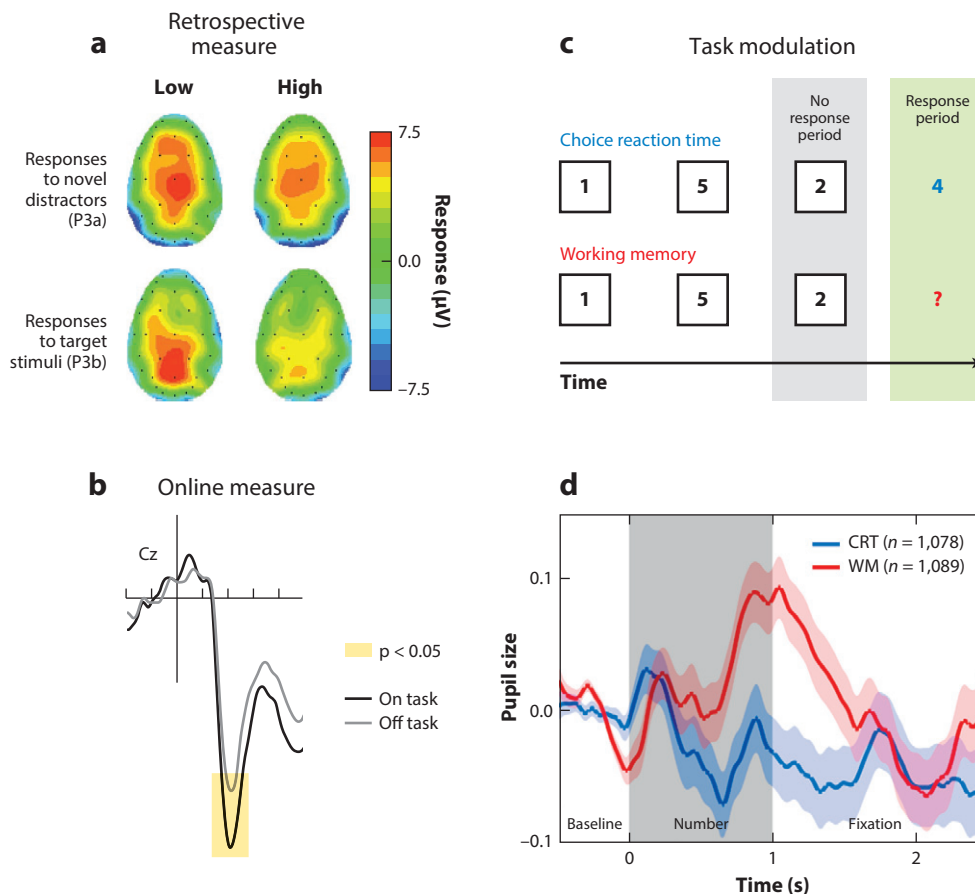 a
Retrospective
measure
Low
High
Responses
to novel
distractors
(P3a)
Responses
to target
stimuli (P3b)
7.5
0.0
−7.5
Response (μV)
b
Online measure
Cz
p < 0.05
On task
Off task
c
Task modulation
No
response
period
Response
period
Choice reaction time
1 5 2 4
Working memory
1 5 2 ?
Time
d
CRT (n = 1,078)
WM (n = 1,089)
Pupil size
0.1
0.0
−0.1
Baseline Number Fixation
0 1 2
Time (s)